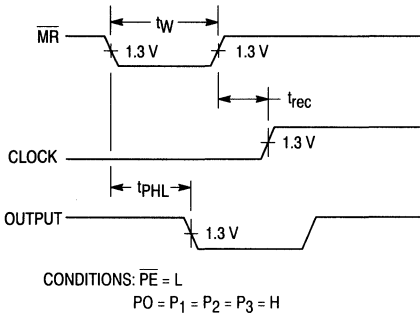 tW
MR
1.3 V
1.3 V
trec
1.3 V
CLOCK
tPHL
OUTPUT
1.3 V
CONDITIONS: PE = L
PO = P1 = P2 = P3 = H